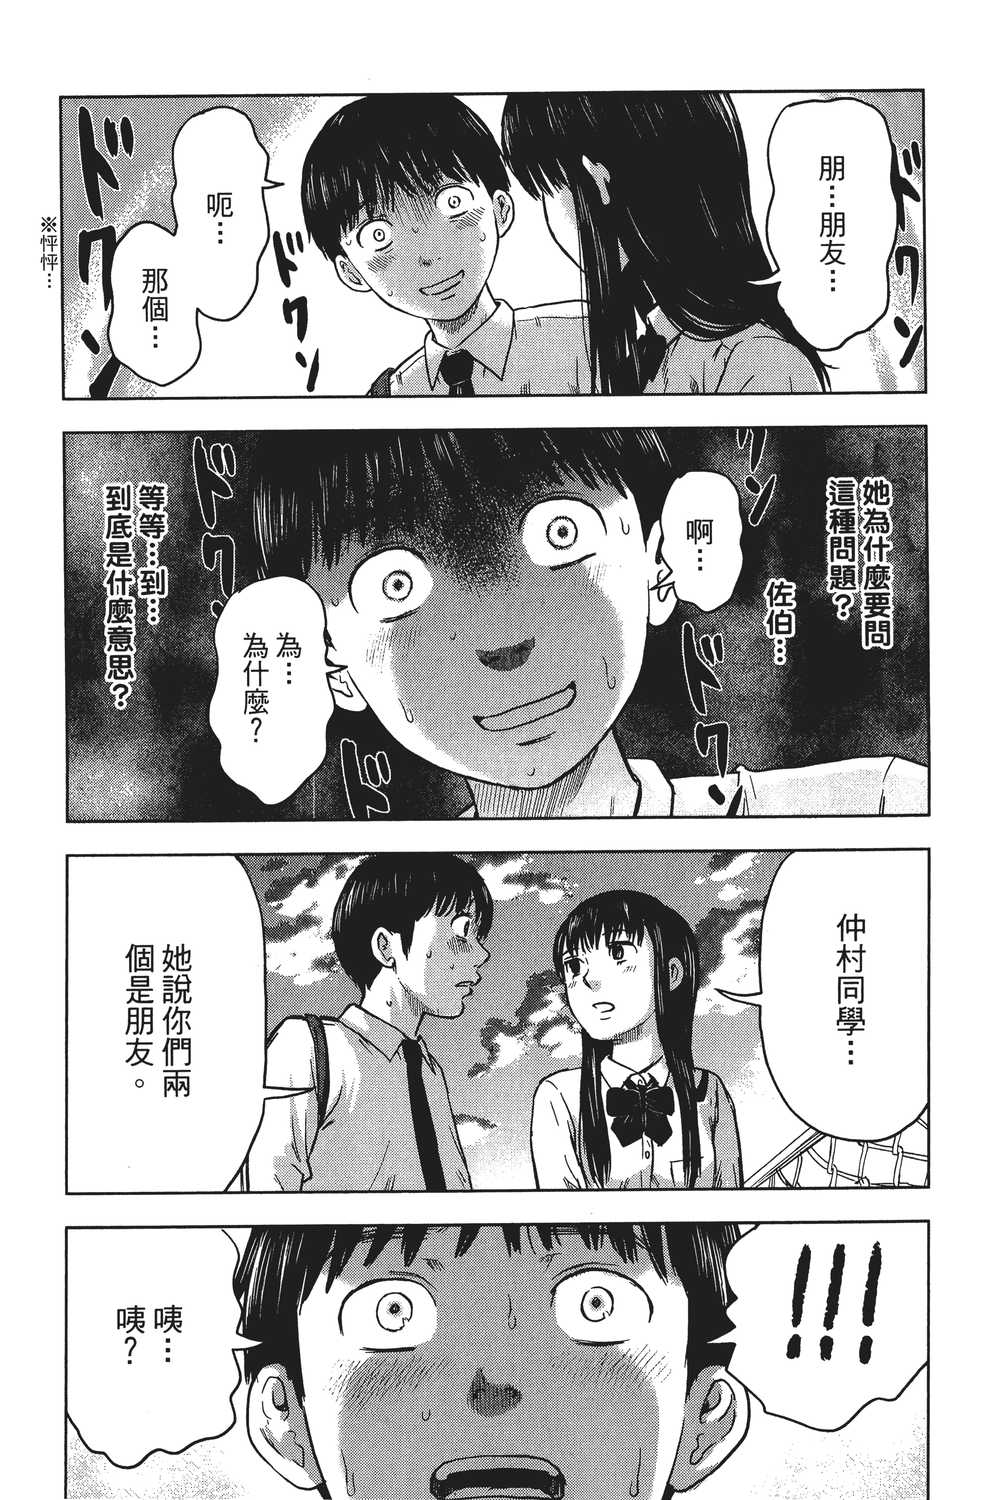 朋…朋友…
呃…
那個…
ドクン
ドクン
ドクン
※怦怦…
她為什麼要問
這種問題？
佐伯…
啊…
為…
為什麼？
等等…到…
到底是什麼意思？
ドクン
ドクン
ドクン
仲村同學…
她說你們兩
個是朋友。
!!!
咦…
咦？